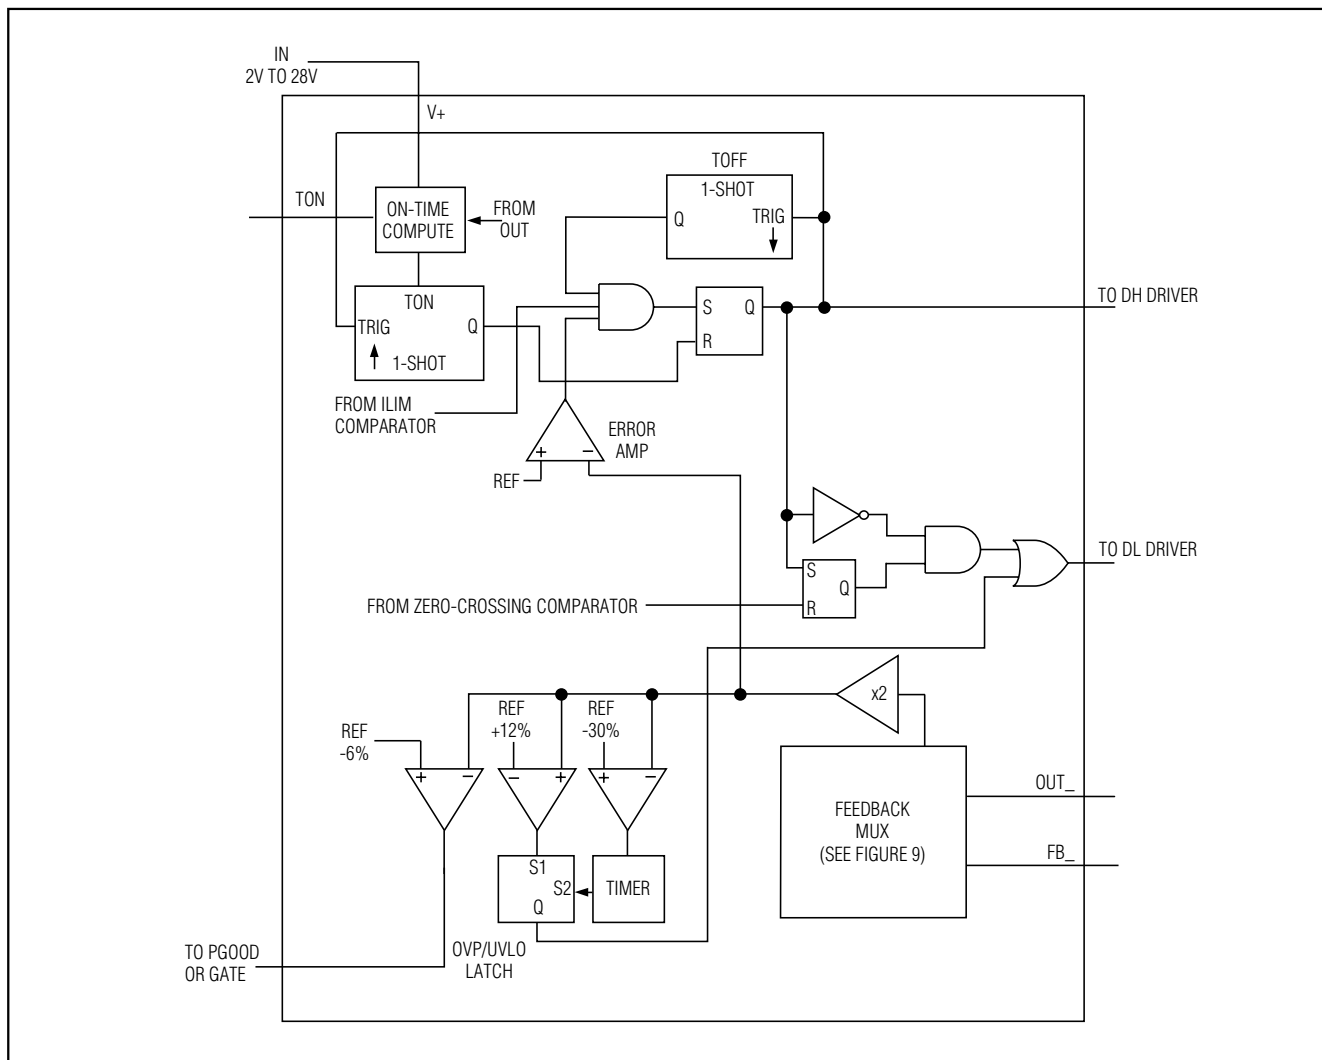 IN
2V TO 28V
V+
TOFF
1-SHOT
Q
TRIG
TON
ON-TIME
COMPUTE
FROM
OUT
TON
TRIG
Q
1-SHOT
S
Q
R
TO DH DRIVER
FROM ILIM
COMPARATOR
ERROR
AMP
+
−
REF
TO DL DRIVER
S
Q
R
FROM ZERO-CROSSING COMPARATOR
x2
REF
-6%
REF
+12%
REF
-30%
+
−
−
+
+
−
FEEDBACK
MUX
(SEE FIGURE 9)
OUT_
FB_
S1
S2
Q
TIMER
OVP/UVLO
LATCH
TO PGOOD
OR GATE